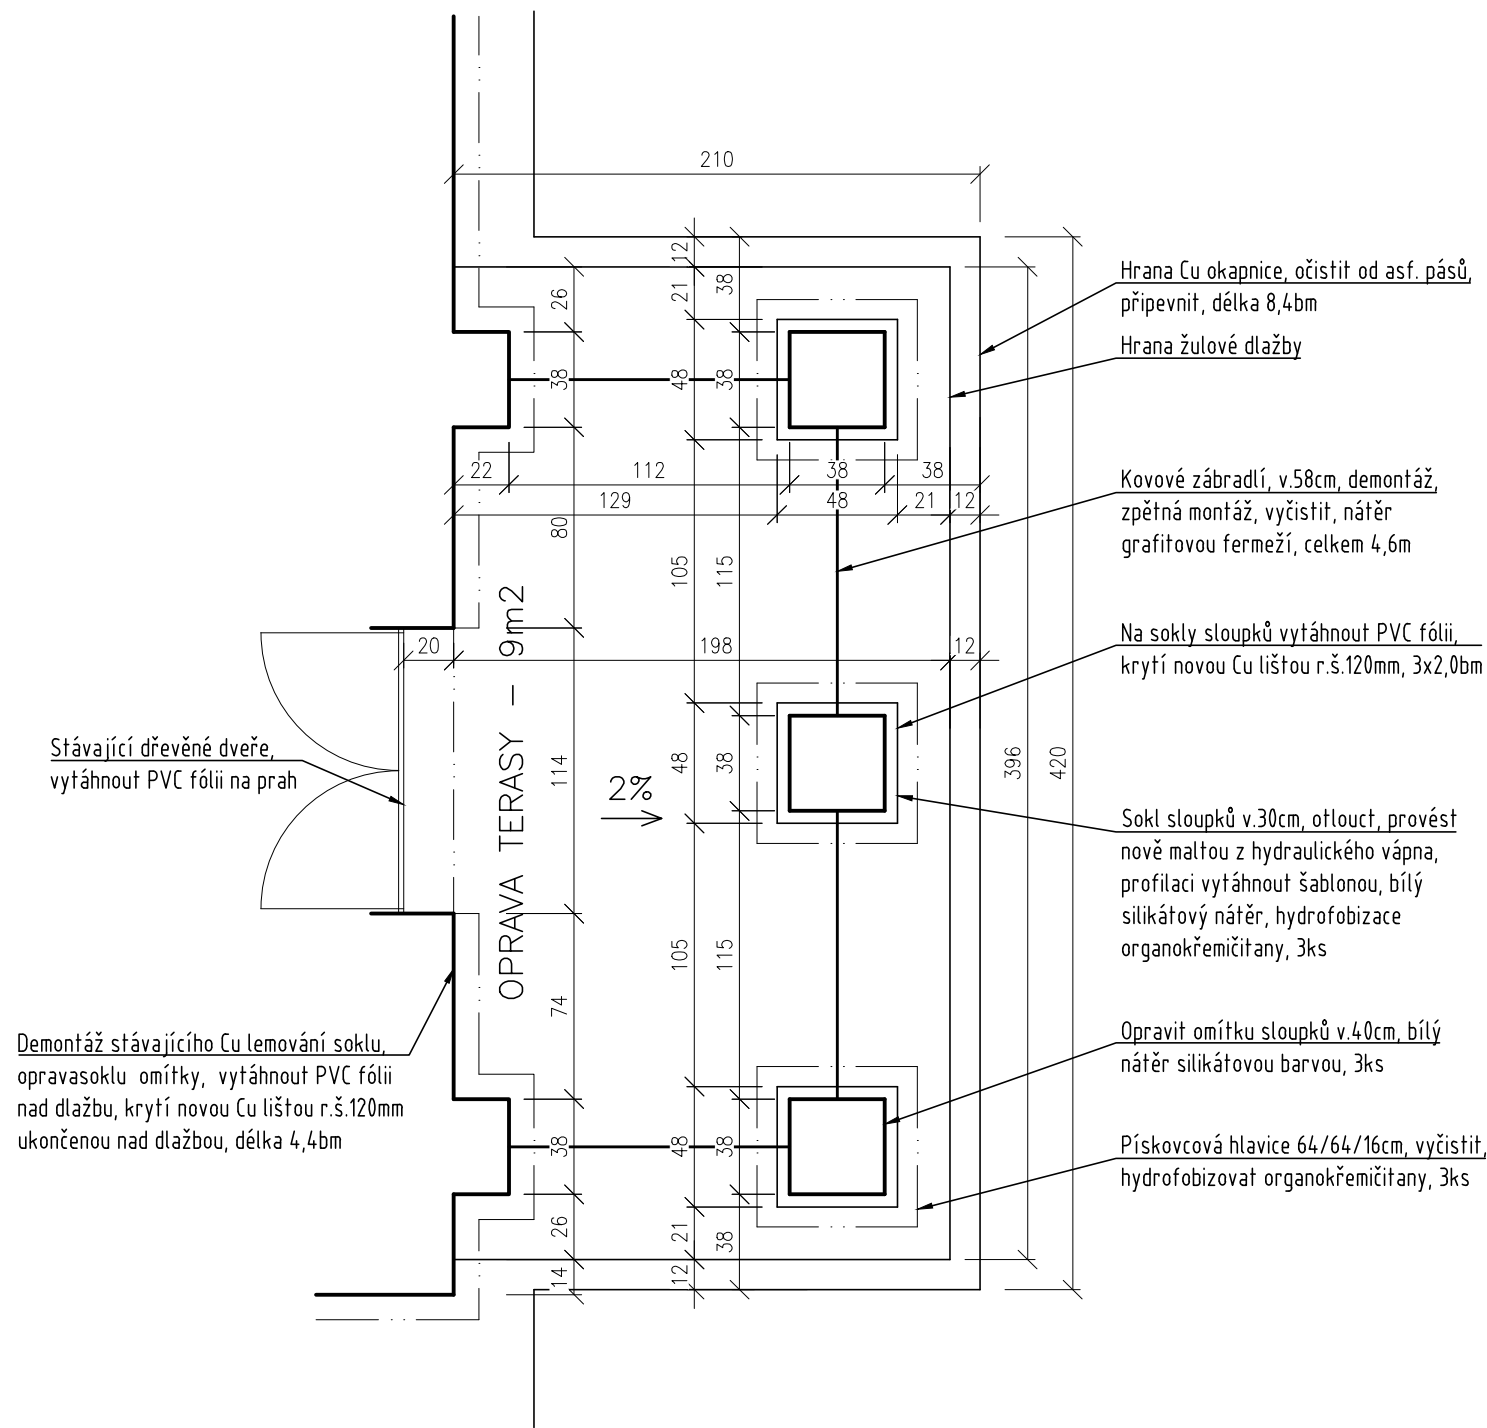 210
12
26
21
38
38
48
38
22
112
38
38
129
48
21
12
80
105
115
20
198
12
OPRAVA TERASY - 9m2
2%
114
48
38
396
420
74
105
115
38
48
38
26
21
38
14
12
Hrana Cu okapnice, očistit od asf. pásů,
připevnit, délka 8,4bm
Hrana žulové dlažby
Kovové zábradlí, v.58cm, demontáž,
zpětná montáž, vyčistit, nátěr
grafitovou fermeží, celkem 4,6m
Na sokly sloupků vytáhnout PVC fólii,
krytí novou Cu lištou r.š.120mm, 3x2,0bm
Stávající dřevěné dveře,
vytáhnout PVC fólii na prah
Sokl sloupků v.30cm, otlouct, provést
nově maltou z hydraulického vápna,
profilaci vytáhnout šablonou, bílý
silikátový nátěr, hydrofobizace
organokřemičitany, 3ks
Demontáž stávajícího Cu lemování soklu,
opravasoklu omítky, vytáhnout PVC fólii
nad dlažbu, krytí novou Cu lištou r.š.120mm
ukončenou nad dlažbou, délka 4,4bm
Opravit omítku sloupků v.40cm, bílý
nátěr silikátovou barvou, 3ks
Pískovcová hlavice 64/64/16cm, vyčistit,
hydrofobizovat organokřemičitany, 3ks